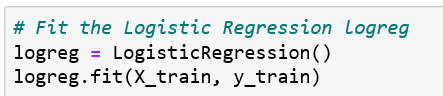 # Fit the Logistic Regression logreg
logreg = LogisticRegression()
logreg.fit(X_train, y_train)